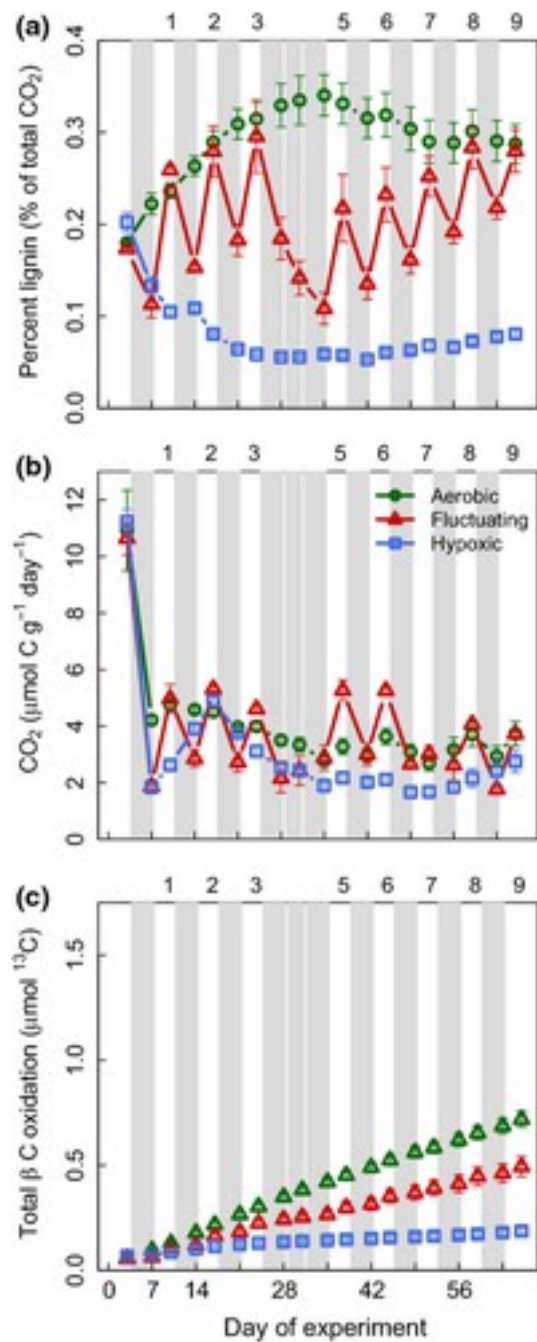 (a) 1 2 3 5 6 7 8 9
Percent lignin (% of total CO₂)
0.4
0.3
0.2
0.1
0.0
(b) 1 2 3 5 6 7 8 9
CO₂ (μmol C g⁻¹ day⁻¹)
12
10
8
6
4
2
0
Aerobic
Fluctuating
Hypoxic
(c) 1 2 3 5 6 7 8 9
Total β C oxidation (μmol ¹³C)
1.5
1.0
0.5
0.0
0 7 14 28 42 56
Day of experiment